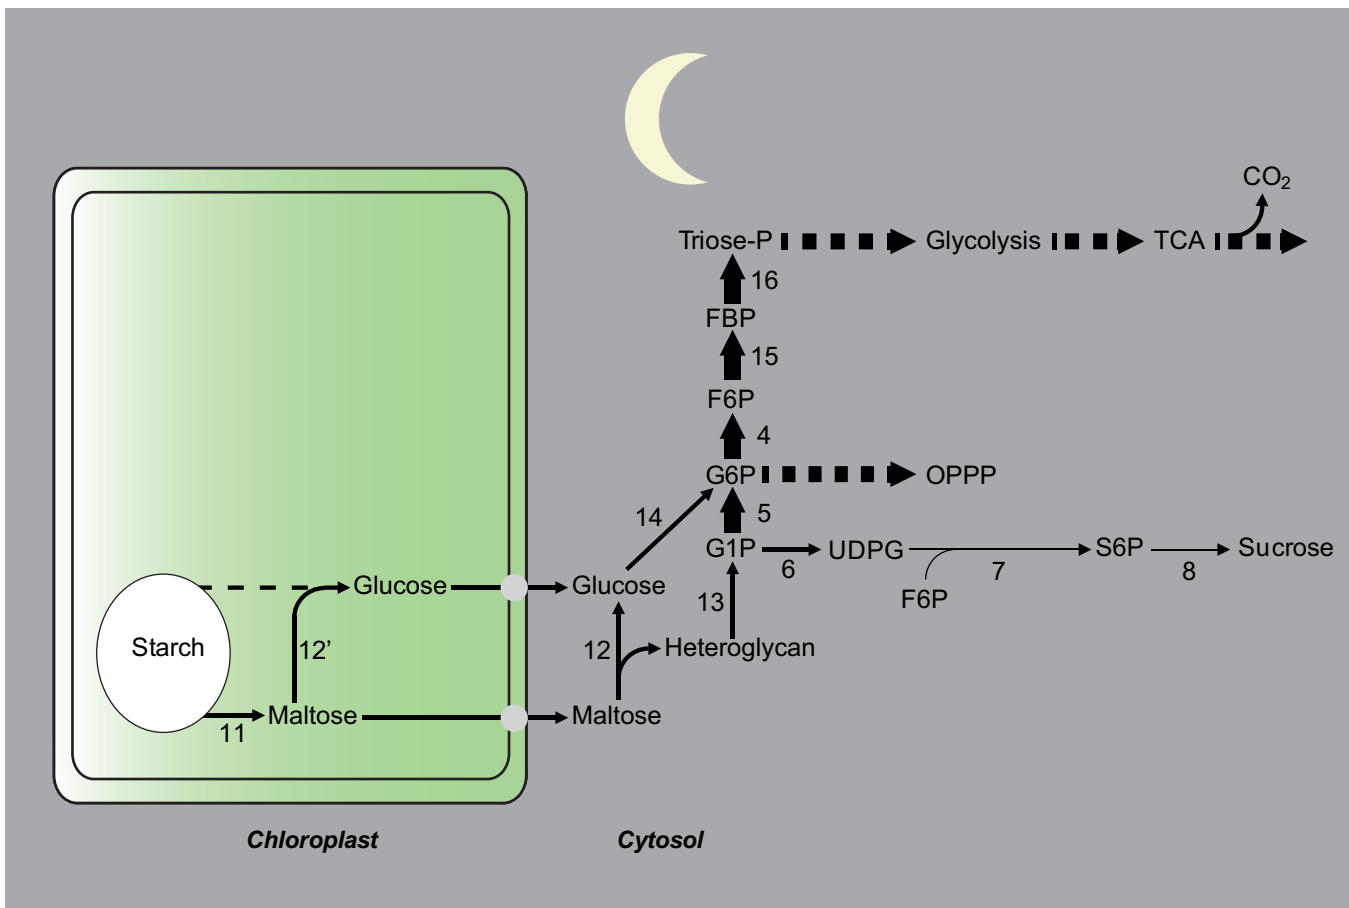 CO₂
Triose-P
Glycolysis
TCA
16
FBP
15
F6P
4
G6P
OPPP
14
5
G1P
UDPG
S6P
Sucrose
6
7
8
Glucose
Glucose
13
F6P
Starch
12’
12
Heteroglycan
Maltose
Maltose
11
Chloroplast
Cytosol